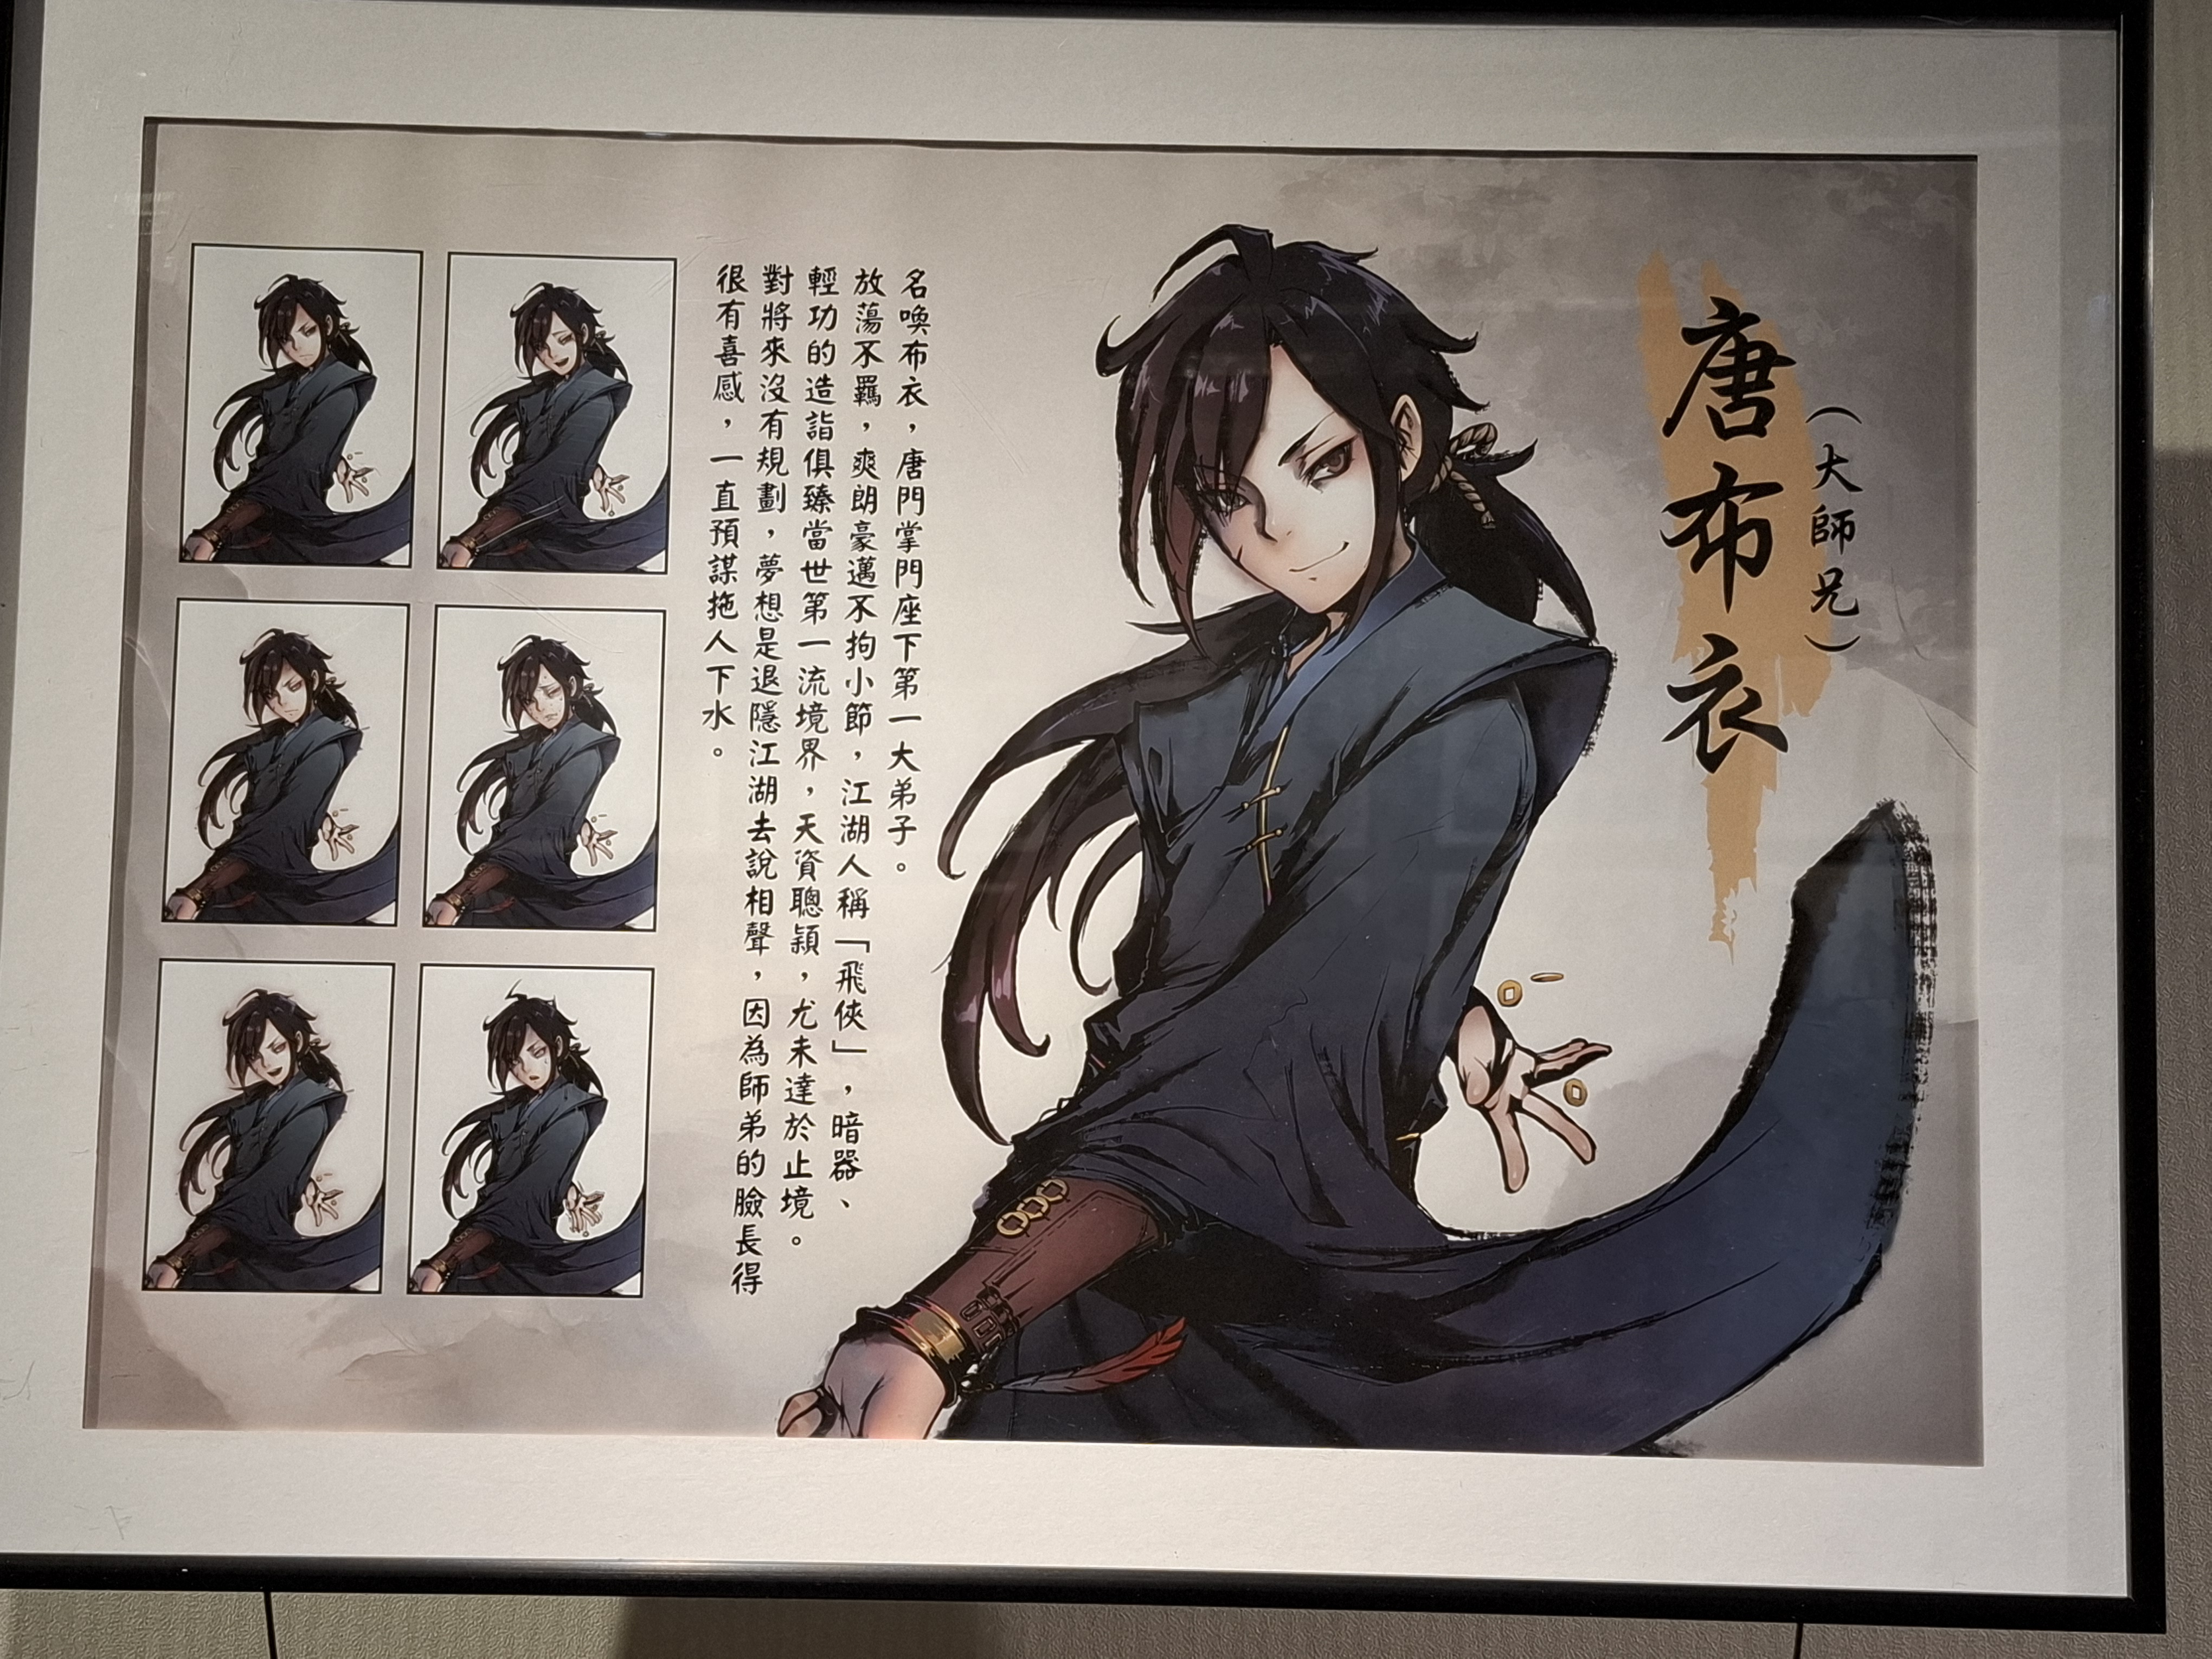 唐布衣
（大師兄）
名喚布衣，唐門掌門座下第一大弟子。
放蕩不羈，爽朗豪邁不拘小節，江湖人稱「飛俠」，暗器、
輕功的造詣俱臻當世第一流境界，天資聰穎，尤未達於止境。
對將來沒有規劃，夢想是退隱江湖去說相聲，因為師弟的臉長得
很有喜感，一直預謀拖人下水。